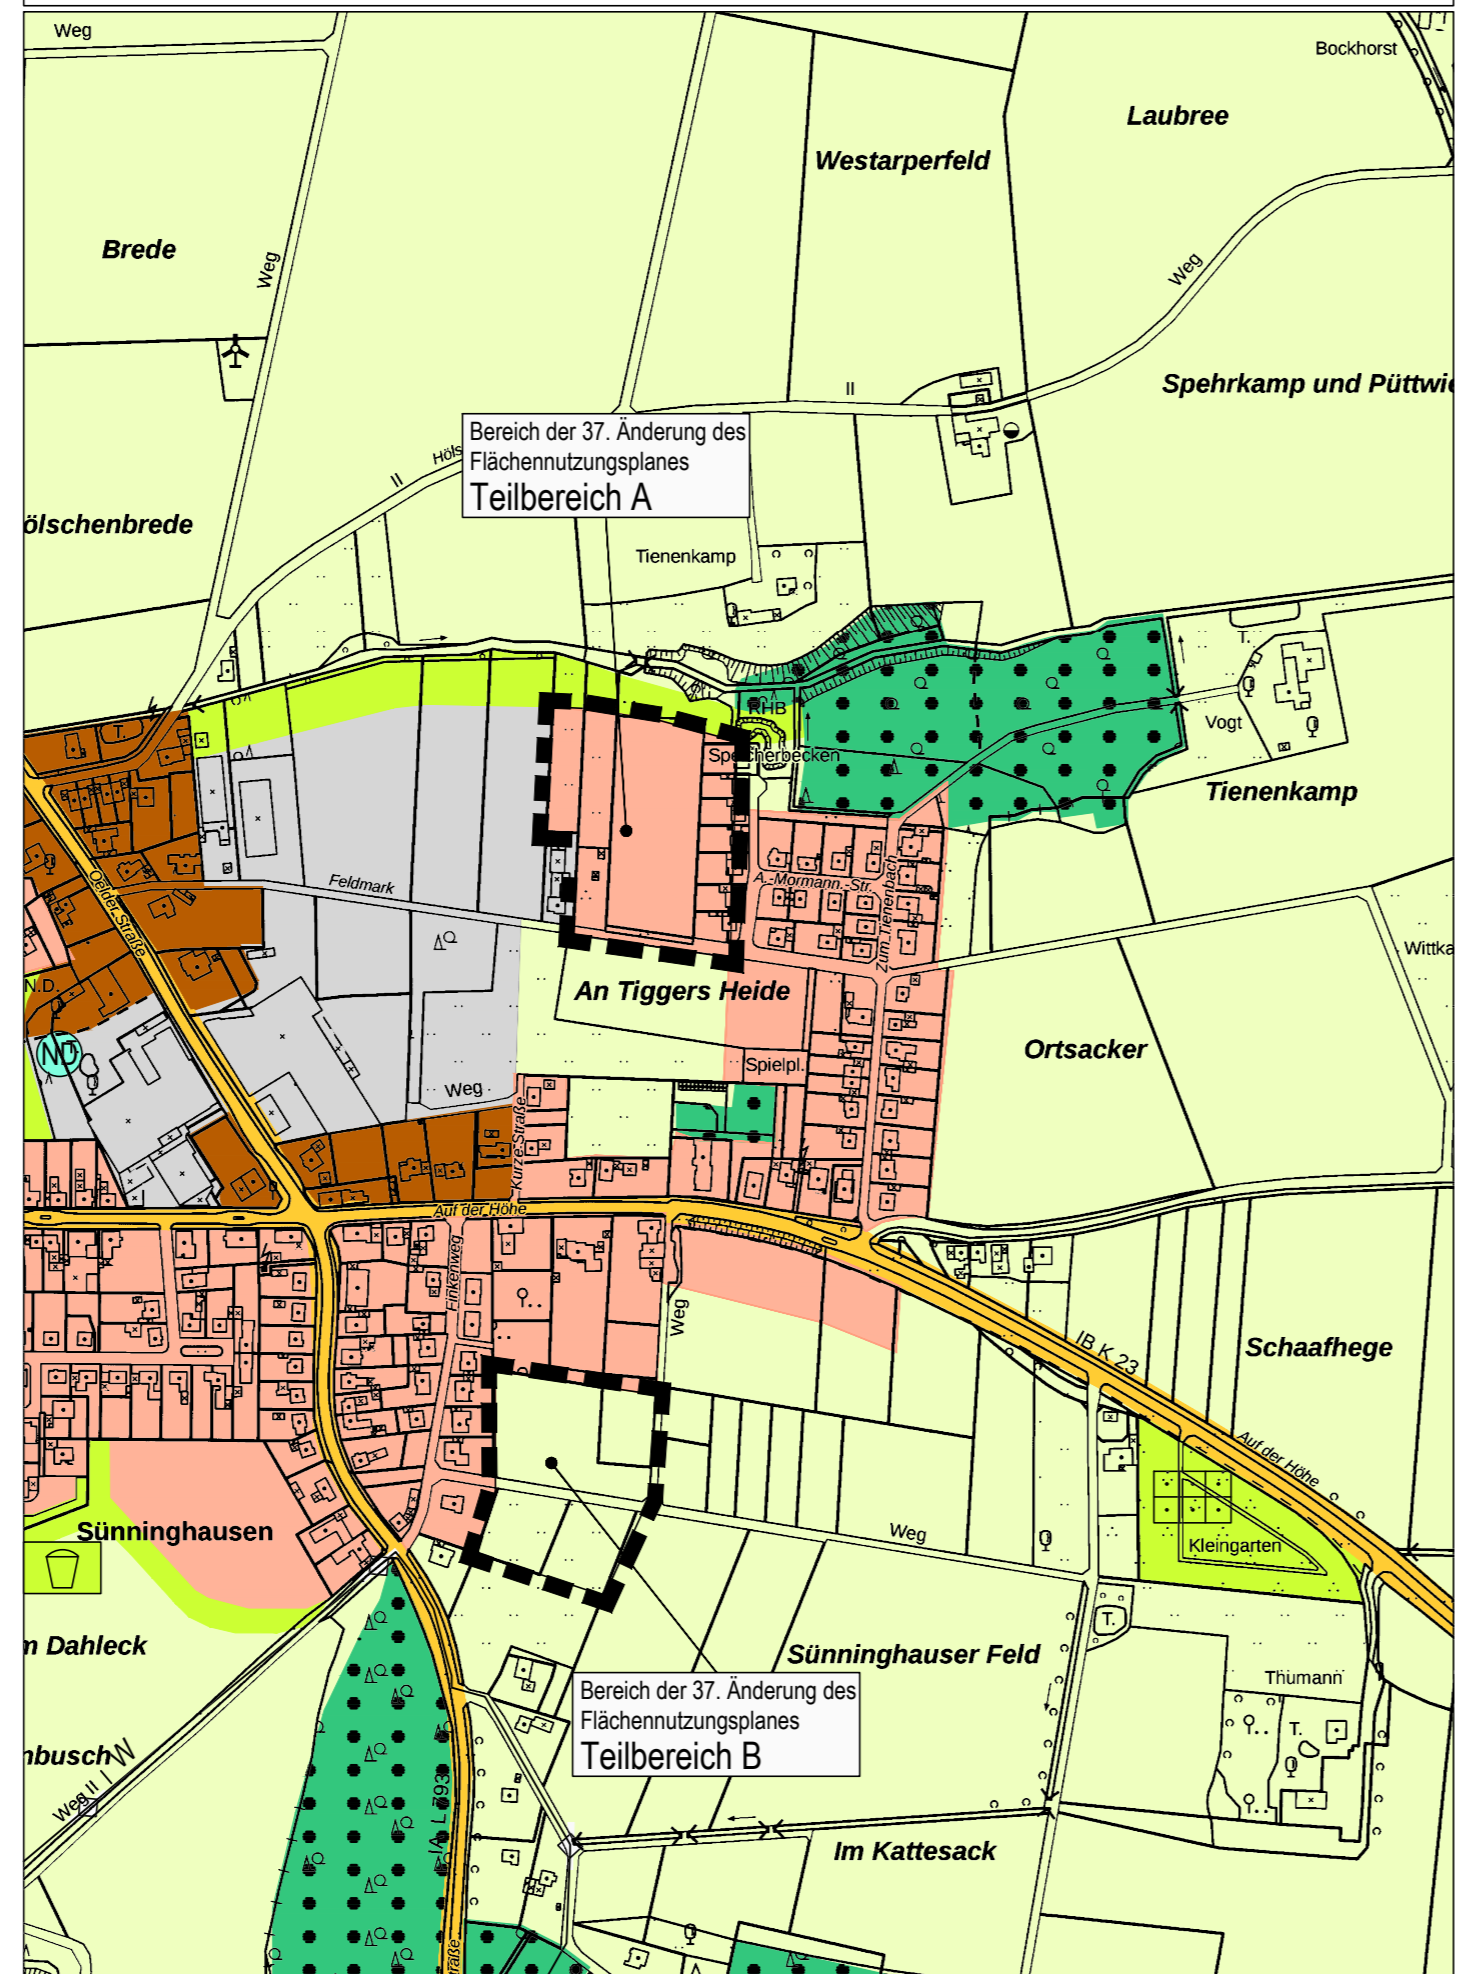 Weg
Bockhorst
Laubree
Westarperfeld
Brede
Weg
Weg
Spehrkamp und Püttwi
II
Bereich der 37. Änderung des
Flächennutzungsplanes
Teilbereich A
Höls
II
ölschenbrede
Tienenkamp
T.
Vogt
T.
RHB
Speicherbecken
Tienenkamp
Oelder Straße
Feldmark
A.-Mormann.-Str.
Zum Tienenbach
Wittka
N.D.
An Tiggers Heide
ND
T.
Ortsacker
Spielpl.
Weg
Kurze Straße
Auf der Höhe
Finkenweg
Weg
IB K 23
Schaafhege
Auf der Höhe
Sünninghausen
Weg
Kleingarten
T.
m Dahleck
Sünninghauser Feld
Thumann
Bereich der 37. Änderung des
Flächennutzungsplanes
Teilbereich B
T.
nbusch
Weg II
W
IA L 793
Im Kattesack
traße